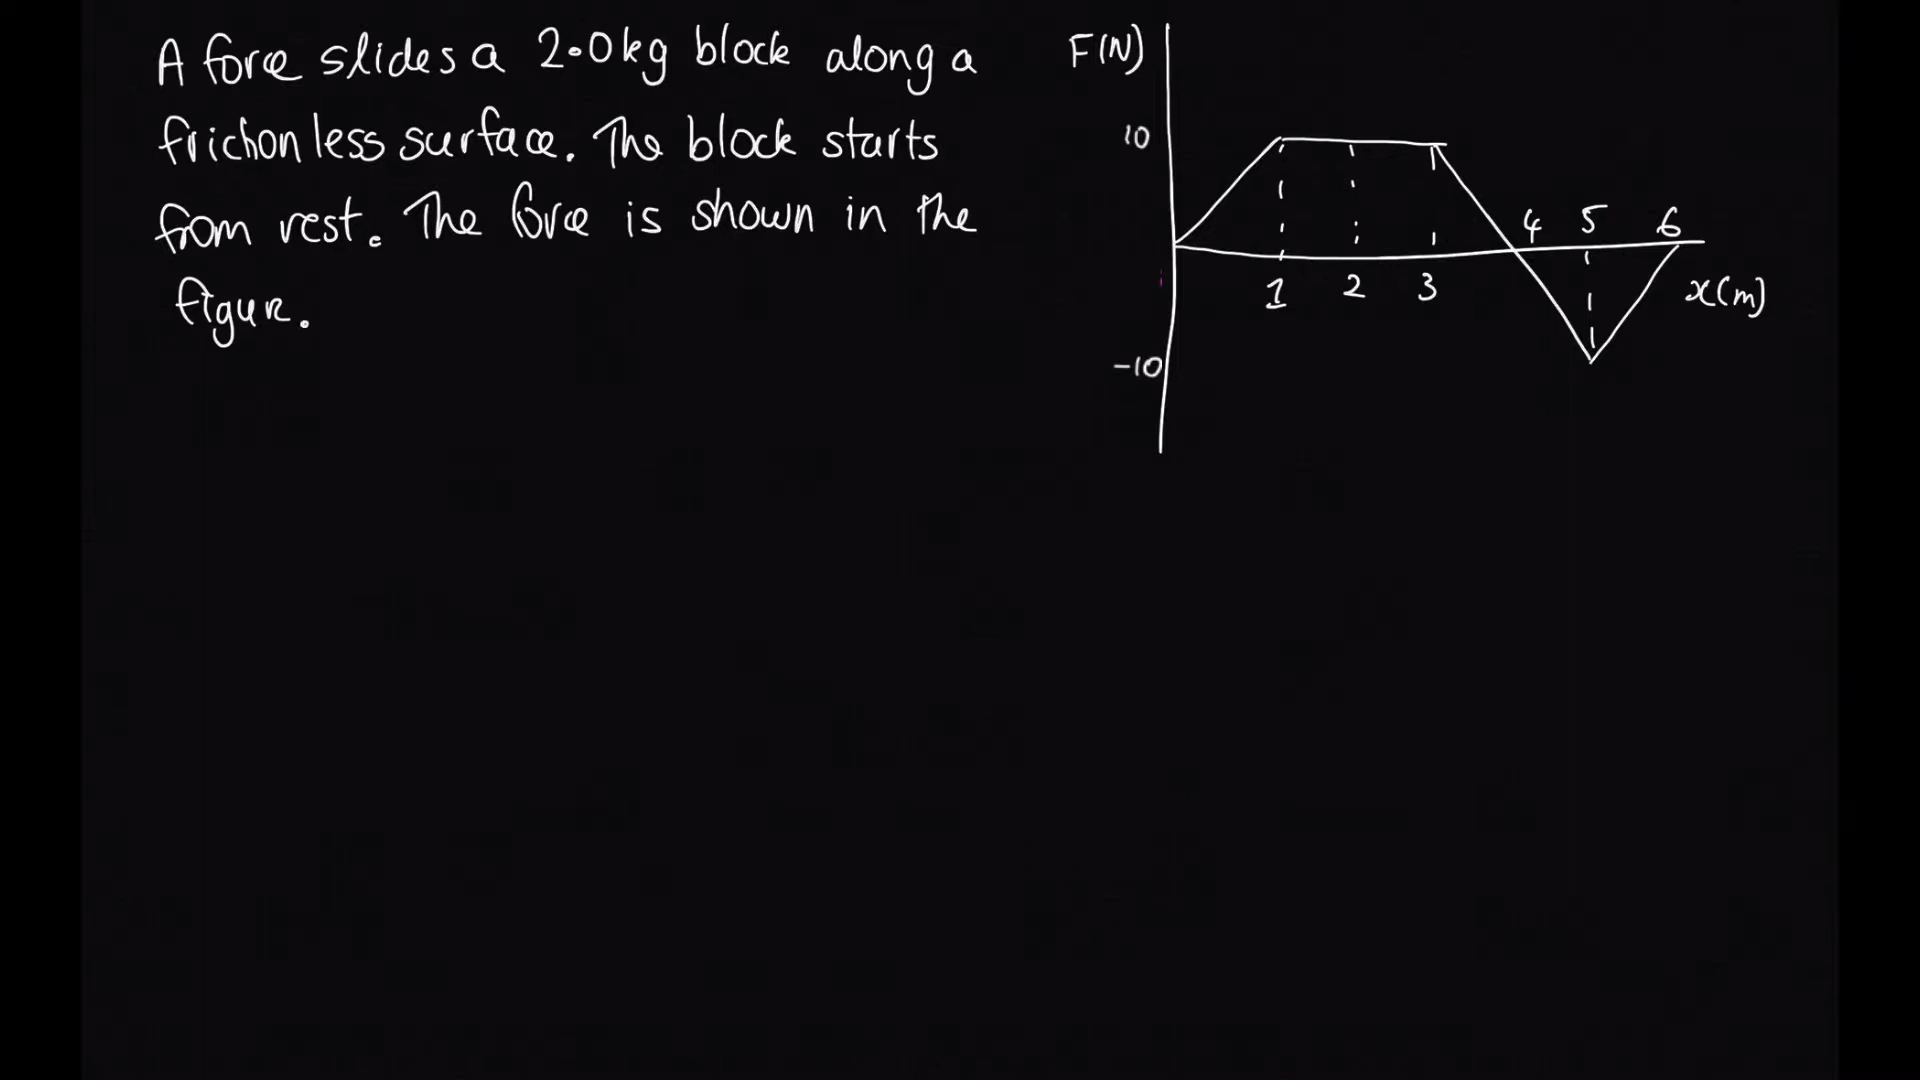 A force slides a 2.0kg block along a
frictionless surface. The block starts
from rest. The force is shown in the
figure.
F(N)
10
4 5 6
1 2 3
x(m)
-10